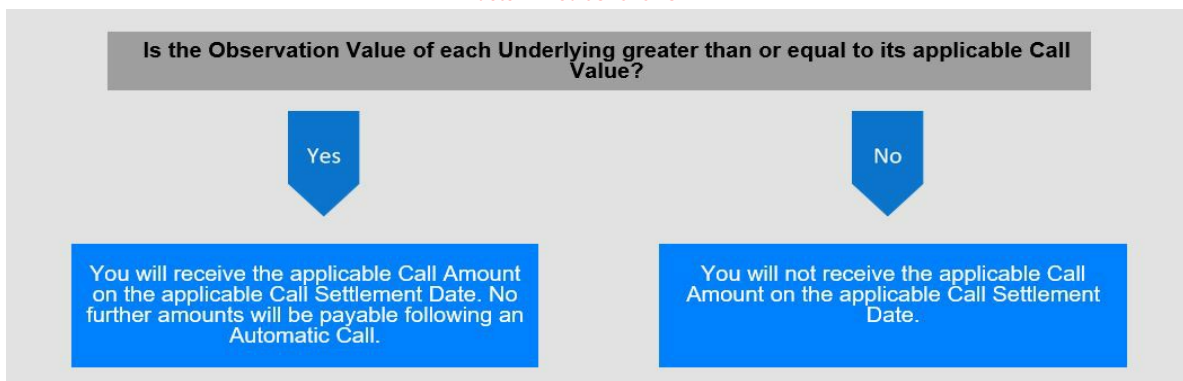 Is the Observation Value of each Underlying greater than or equal to its applicable Call
Value?
Yes
No
You will receive the applicable Call Amount
on the applicable Call Settlement Date. No
further amounts will be payable following an
Automatic Call.
You will not receive the applicable Call
Amount on the applicable Call Settlement
Date.